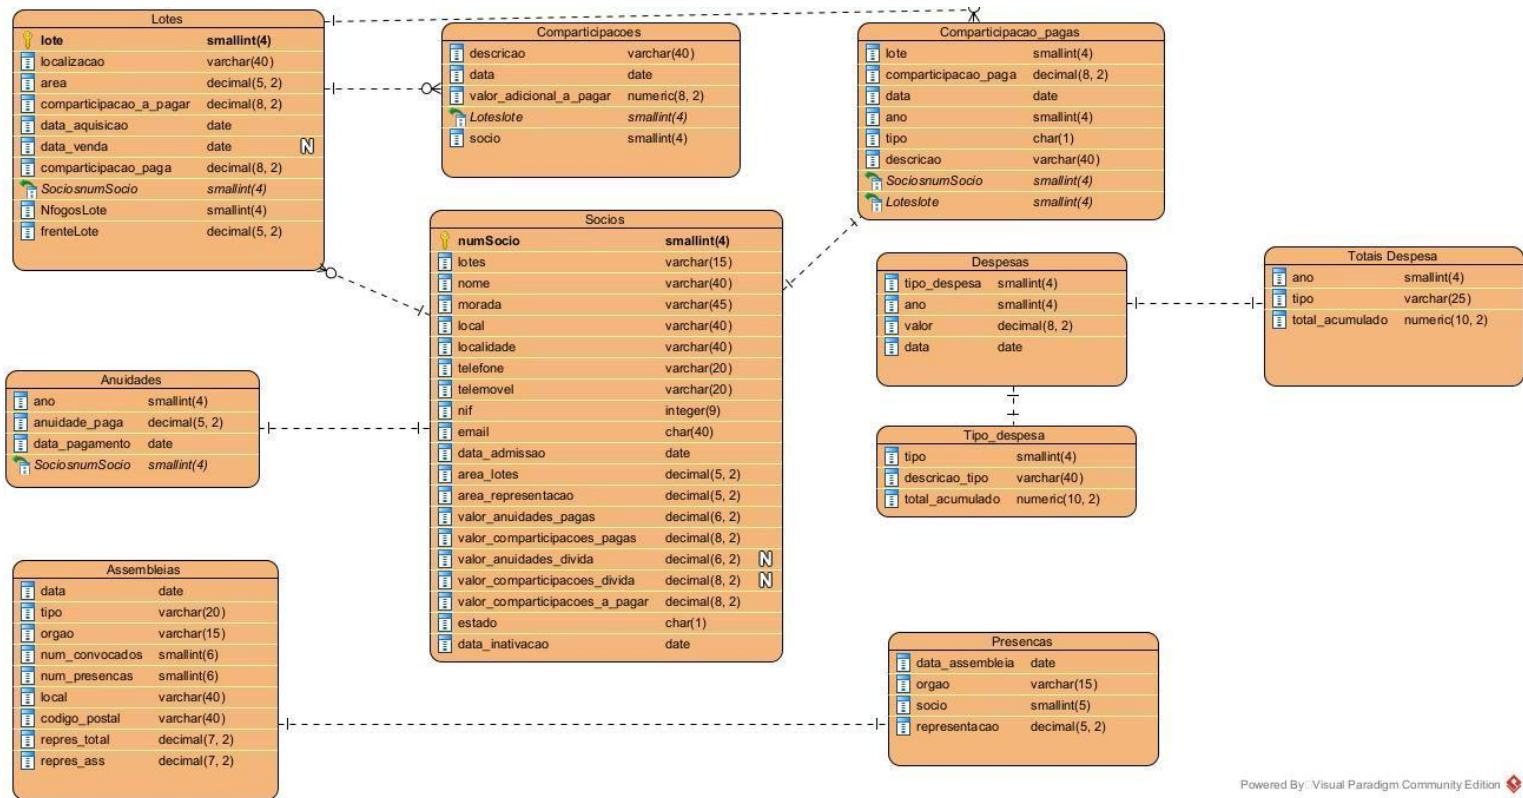 Lotes
lote smallint(4)
localizacao varchar(40)
area decimal(5, 2)
comparticipacao_a_pagar decimal(8, 2)
data_aquisicao date
data_venda date N
comparticipacao_paga decimal(8, 2)
SociosnumSocio smallint(4)
NfogosLote smallint(4)
frenteLote decimal(5, 2)
Comparticipacoes
descricao varchar(40)
data date
valor_adicional_a_pagar numeric(8, 2)
Loteslote smallint(4)
socio smallint(4)
Comparticipacao_pagas
lote smallint(4)
comparticipacao_paga decimal(8, 2)
data date
ano smallint(4)
tipo char(1)
descricao varchar(40)
SociosnumSocio smallint(4)
Loteslote smallint(4)
Socios
numSocio smallint(4)
lotes varchar(15)
nome varchar(40)
morada varchar(45)
local varchar(40)
localidade varchar(40)
telefone varchar(20)
telemovel varchar(20)
nif integer(9)
email char(40)
data_admissao date
area_lotes decimal(5, 2)
area_representacao decimal(5, 2)
valor_anuidades_pagas decimal(6, 2)
valor_comparticipacoes_pagas decimal(8, 2)
valor_anuidades_divida decimal(6, 2) N
valor_comparticipacoes_divida decimal(8, 2) N
valor_comparticipacoes_a_pagar decimal(8, 2)
estado char(1)
data_inativacao date
Despesas
tipo_despesa smallint(4)
ano smallint(4)
valor decimal(8, 2)
data date
Totais Despesa
ano smallint(4)
tipo varchar(25)
total_acumulado numeric(10, 2)
Anuidades
ano smallint(4)
anuidade_paga decimal(5, 2)
data_pagamento date
SociosnumSocio smallint(4)
Tipo_despesa
tipo smallint(4)
descricao_tipo varchar(40)
total_acumulado numeric(10, 2)
Assembleias
data date
tipo varchar(20)
orgao varchar(15)
num_convocados smallint(6)
num_presencas smallint(6)
local varchar(40)
codigo_postal varchar(40)
repres_total decimal(7, 2)
repres_ass decimal(7, 2)
Presencas
data_assembleia date
orgao varchar(15)
socio smallint(5)
representacao decimal(5, 2)
Powered By Visual Paradigm Community Edition